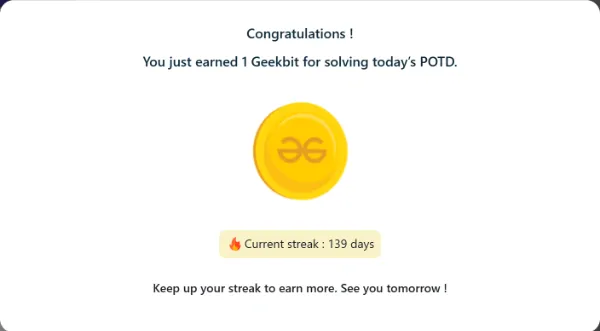 Congratulations !
You just earned 1 Geekbit for solving today's POTD.
Current streak : 139 days
Keep up your streak to earn more. See you tomorrow !